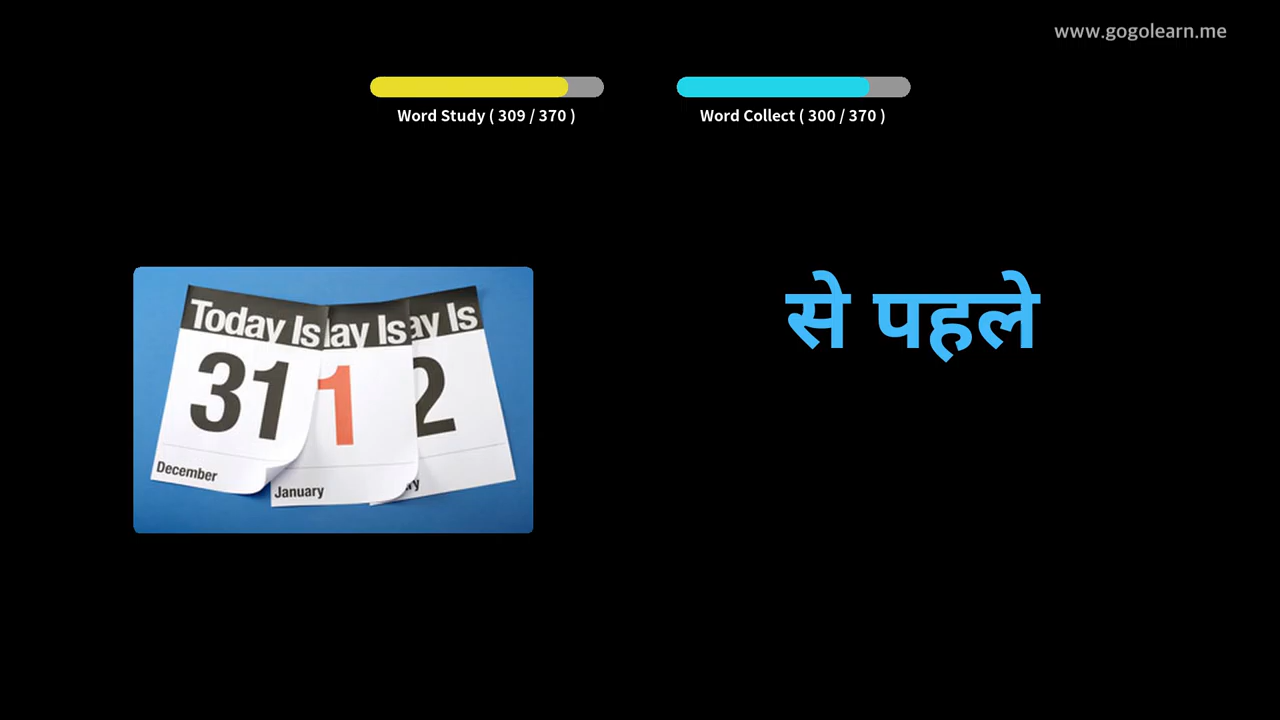 www.gogolearn.me
Word Study ( 309 / 370 )
Word Collect ( 300 / 370 )
से पहले
Today Is
31
December
ay Is
1
January
ay Is
2
ry